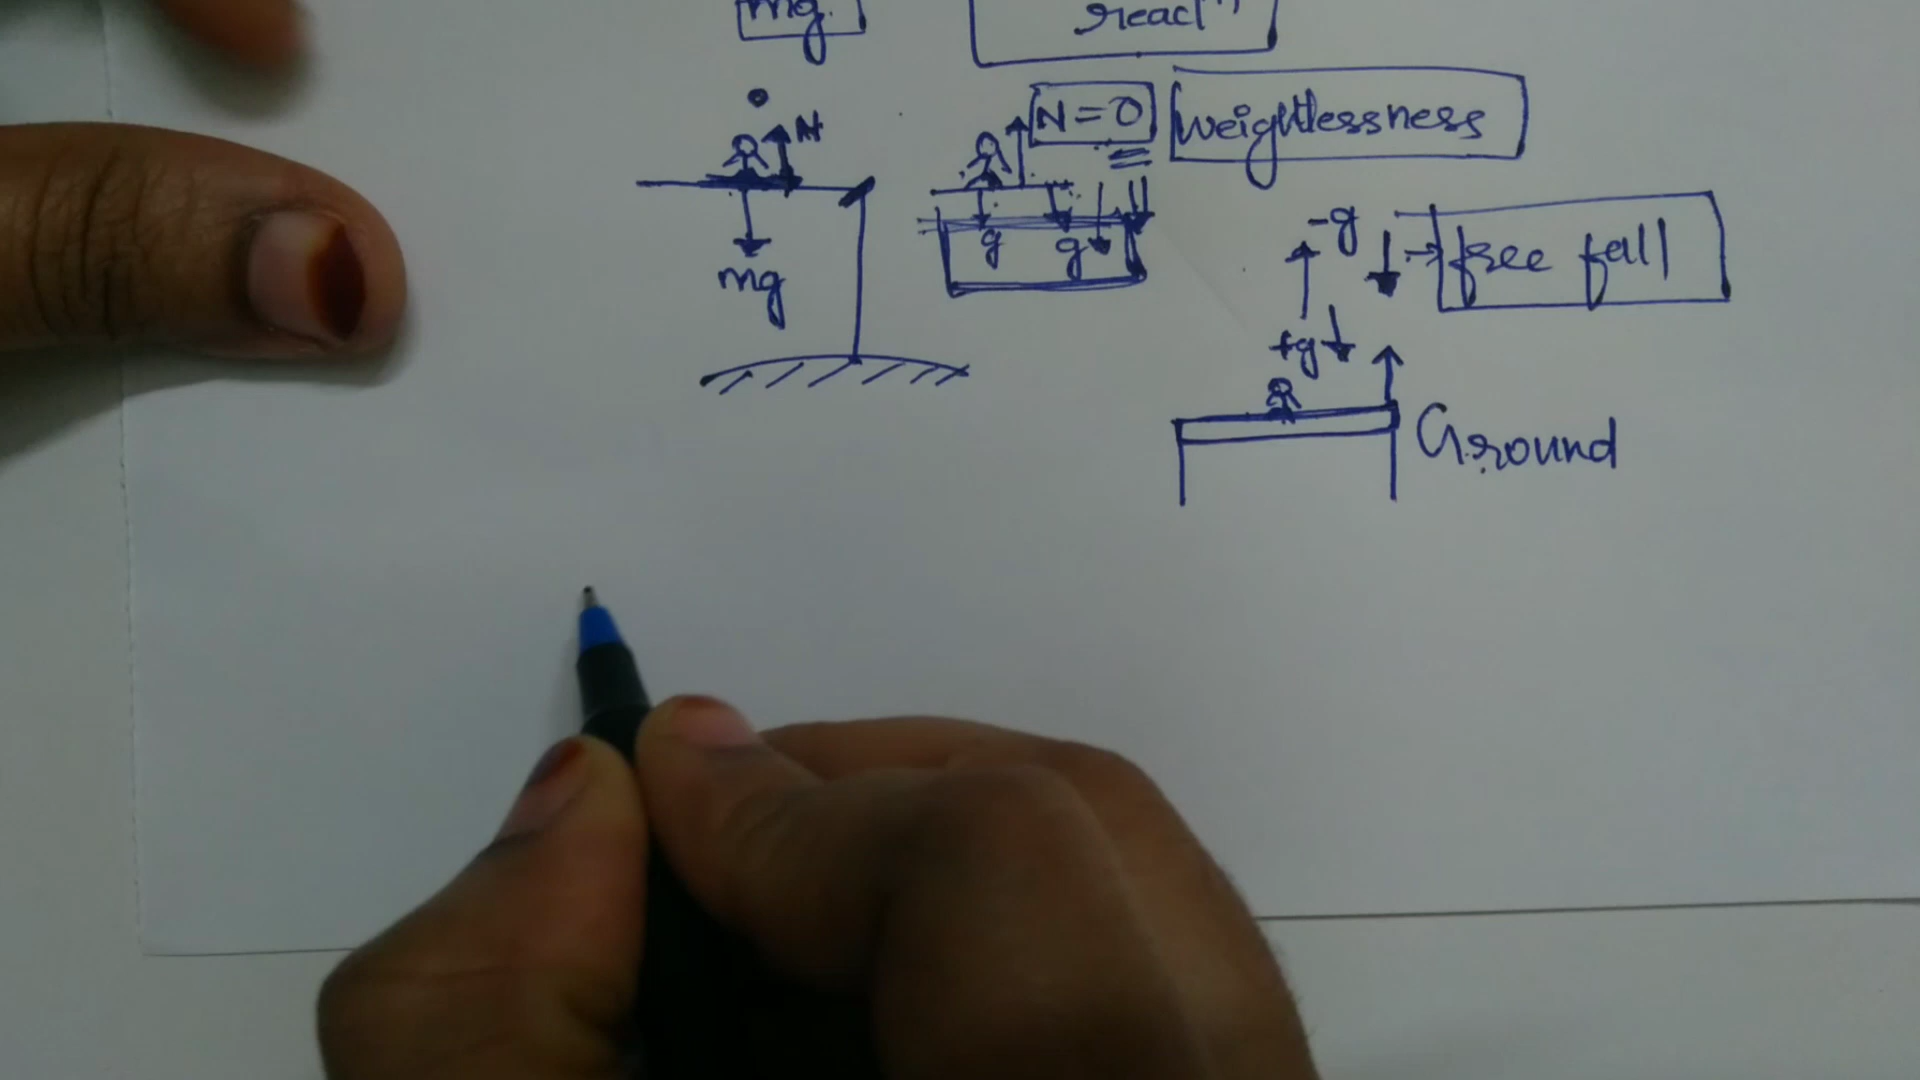 mg
react"
N
N = 0
weightlessness
mg
g
g
-g
free fall
+g
Ground